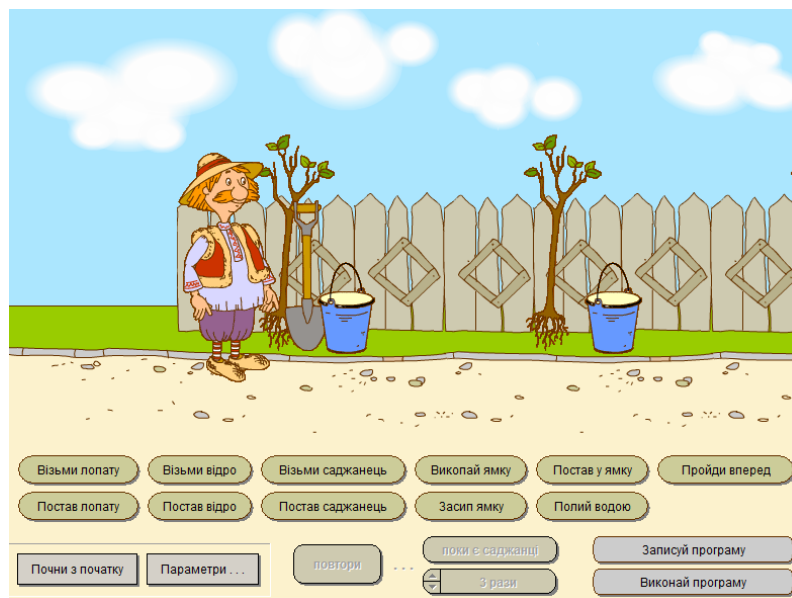 Візьми лопату Візьми відро Візьми саджанець Викопай ямку Постав у ямку Пройди вперед
Постав лопату Постав відро Постав саджанець Засип ямку Полий водою
Почни з початку Параметри . . . повтори . . . поки є саджанці Записуй програму
3 рази Виконай програму